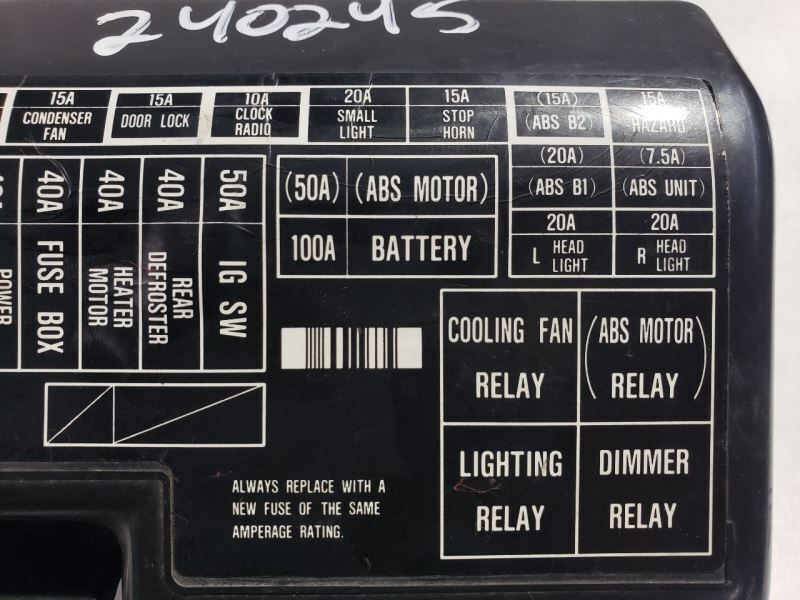 240245
15A
CONDENSER
FAN
15A
DOOR LOCK
10A
CLOCK
RADIO
20A
SMALL
LIGHT
15A
STOP
HORN
(15A)
(ABS B2)
15A
HAZARD
(20A)
(ABS B1)
(7.5A)
(ABS UNIT)
20A
L HEAD
LIGHT
20A
R HEAD
LIGHT
POWER
40A
FUSE BOX
40A
HEATER
MOTOR
40A
REAR
DEFROSTER
50A
IG SW
(50A) (ABS MOTOR)
100A BATTERY
COOLING FAN
RELAY
(ABS MOTOR
RELAY)
LIGHTING
RELAY
DIMMER
RELAY
ALWAYS REPLACE WITH A
NEW FUSE OF THE SAME
AMPERAGE RATING.